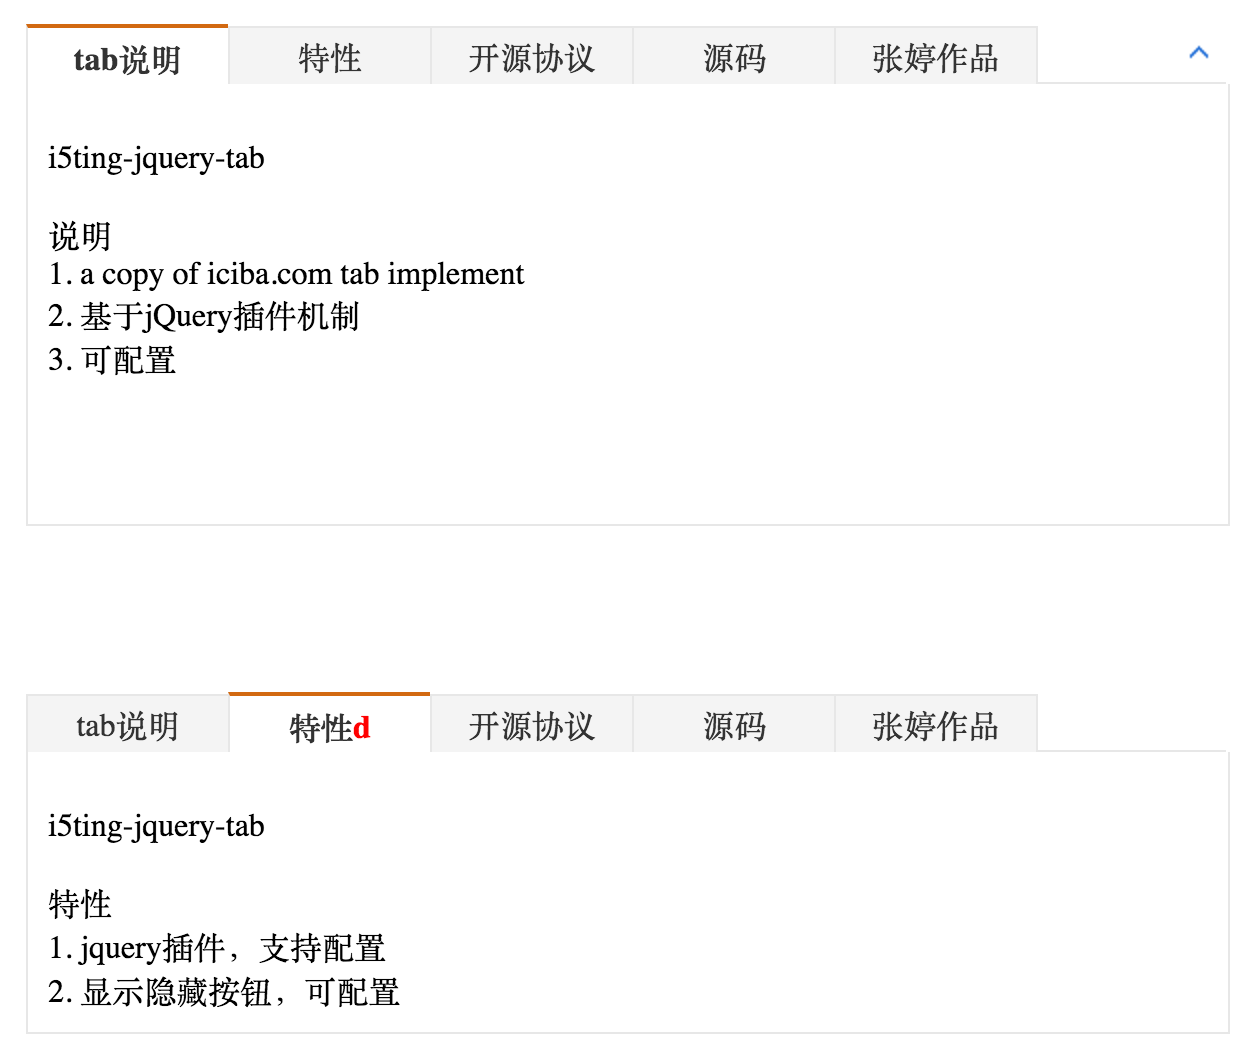 tab说明 特性 开源协议 源码 张婷作品
i5ting-jquery-tab
说明
1. a copy of iciba.com tab implement
2. 基于jQuery插件机制
3. 可配置
tab说明 特性d 开源协议 源码 张婷作品
i5ting-jquery-tab
特性
1. jquery插件，支持配置
2. 显示隐藏按钮，可配置